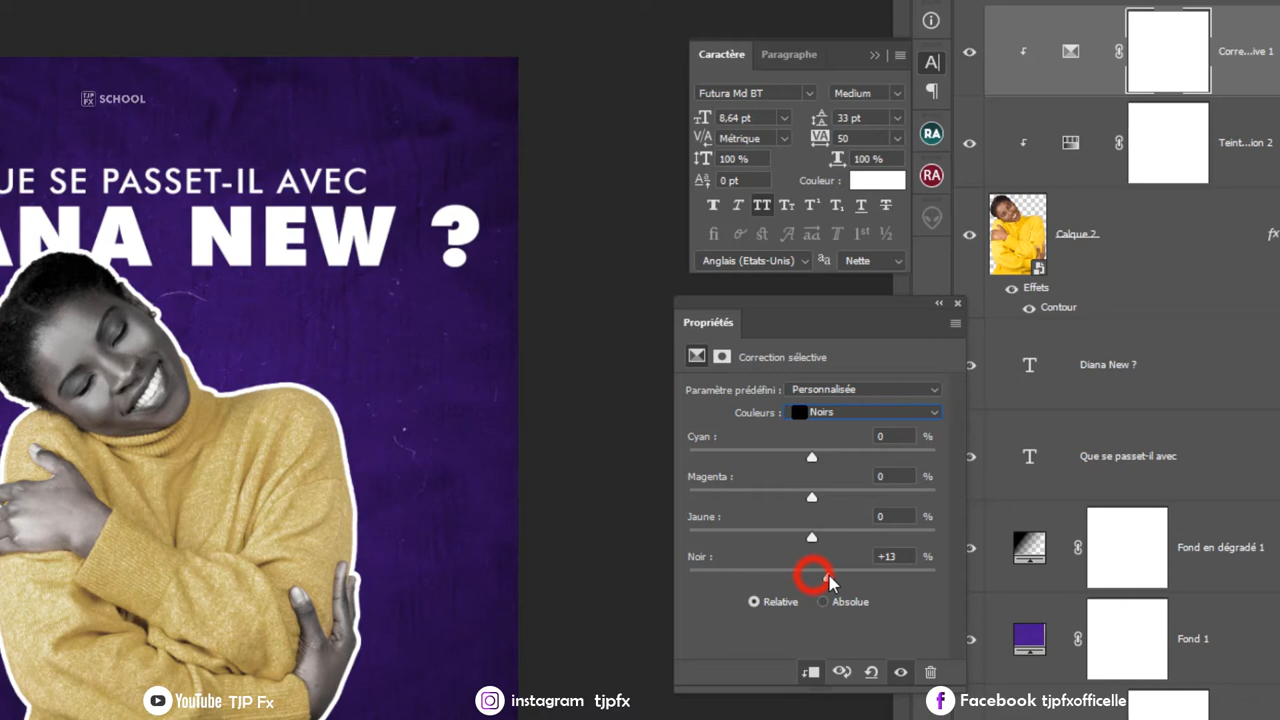 TJP FX SCHOOL
UE SE PASSET-IL AVEC
ANA NEW ?
Caractère Paragraphe
Futura Md BT Medium
8,64 pt 33 pt
Métrique 50
100 % 100 %
0 pt Couleur :
Anglais (Etats-Unis) aa Nette
Propriétés
Correction sélective
Paramètre prédéfini : Personnalisée
Couleurs : Noirs
Cyan : 0 %
Magenta : 0 %
Jaune : 0 %
Noir : +13 %
Relative Absolue
RA
RA
Corre...ive 1
Teint...ion 2
Calque 2 fx
Effets
Contour
Diana New ?
Que se passet-il avec
Fond en dégradé 1
Fond 1
YouTube TJP Fx
instagram tjpfx
Facebook tjpfxofficelle